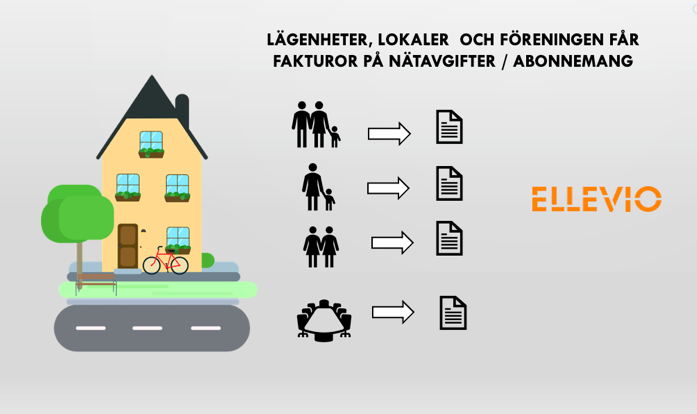 LÄGENHETER, LOKALER OCH FÖRENINGEN FÅR
FAKTUROR PÅ NÄTAVGIFTER / ABONNEMANG
ELLEVIO